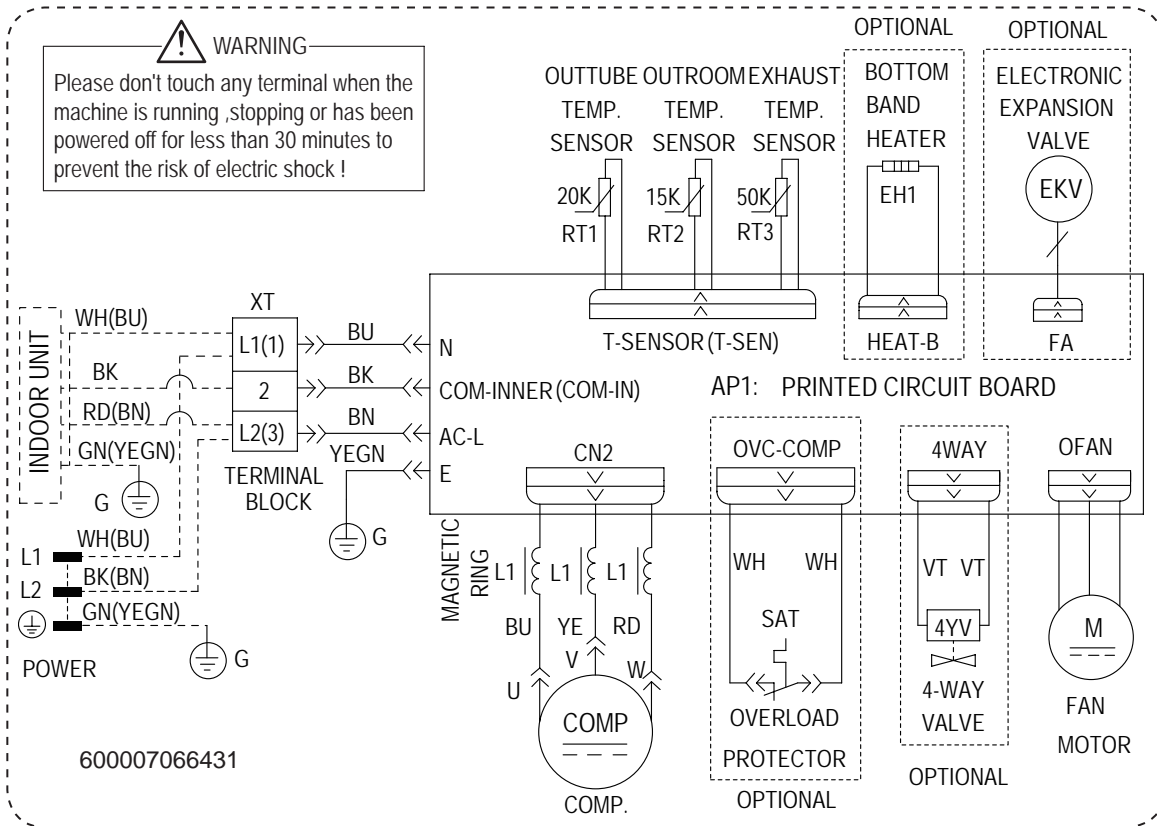 WARNING
Please don't touch any terminal when the
machine is running ,stopping or has been
powered off for less than 30 minutes to
prevent the risk of electric shock !
OUTTUBE
TEMP.
SENSOR
20K
RT1
OUTROOM
TEMP.
SENSOR
15K
RT2
EXHAUST
TEMP.
SENSOR
50K
RT3
OPTIONAL
BOTTOM
BAND
HEATER
EH1
OPTIONAL
ELECTRONIC
EXPANSION
VALVE
EKV
T-SENSOR (T-SEN)
HEAT-B
FA
INDOOR UNIT
WH(BU)
BK
RD(BN)
GN(YEGN)
G
XT
L1(1)
2
L2(3)
TERMINAL
BLOCK
BU
BK
BN
YEGN
G
N
COM-INNER (COM-IN)
AC-L
E
AP1: PRINTED CIRCUIT BOARD
L1
L2
WH(BU)
BK(BN)
GN(YEGN)
G
POWER
CN2
MAGNETIC
RING
L1
L1
L1
BU
YE
RD
U
V
W
COMP
COMP.
OVC-COMP
WH
WH
SAT
OVERLOAD
PROTECTOR
OPTIONAL
4WAY
VT
VT
4YV
4-WAY
VALVE
OPTIONAL
OFAN
M
FAN
MOTOR
600007066431